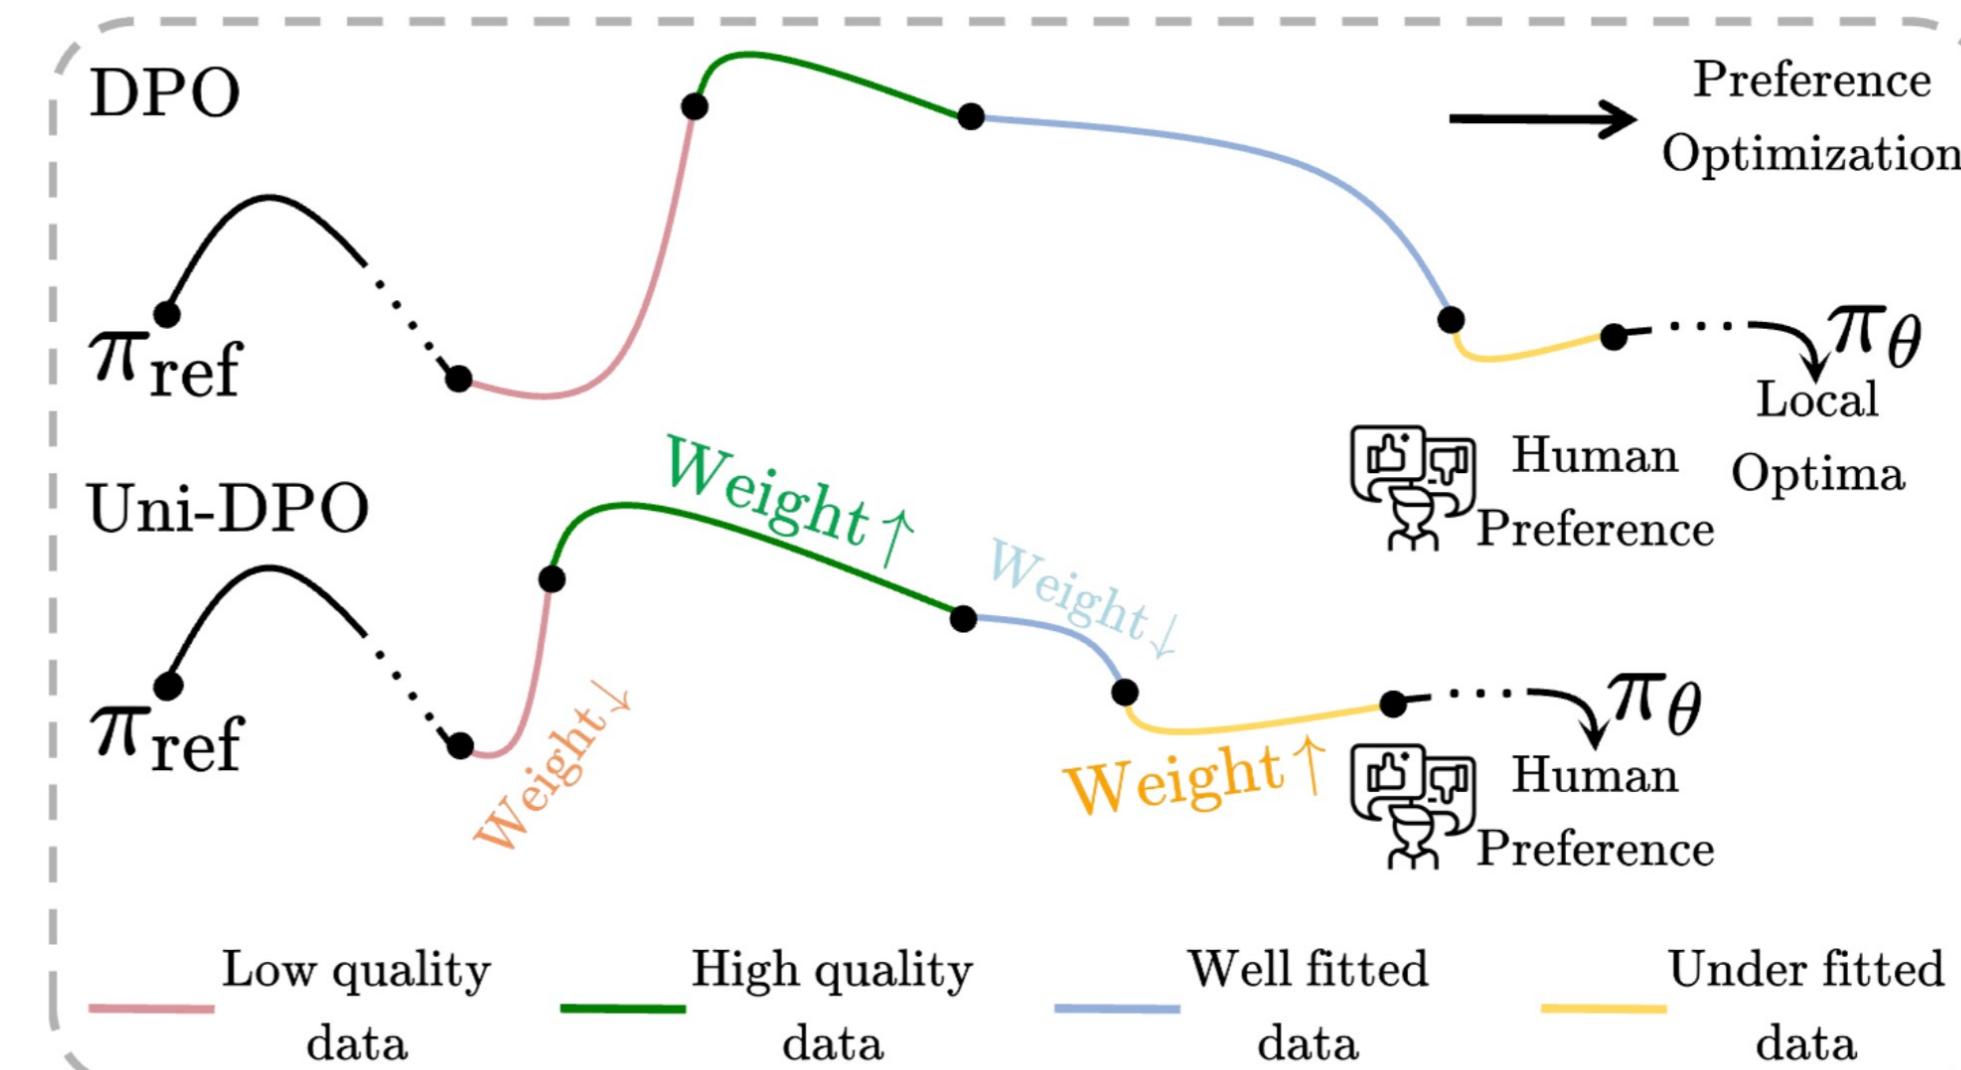 DPO
Preference
Optimization
π_ref
π_θ
Local
Optima
Human
Preference
Uni-DPO
Weight↑
Weight↓
π_ref
Weight↓
π_θ
Weight↑
Human
Preference
Low quality
data
High quality
data
Well fitted
data
Under fitted
data